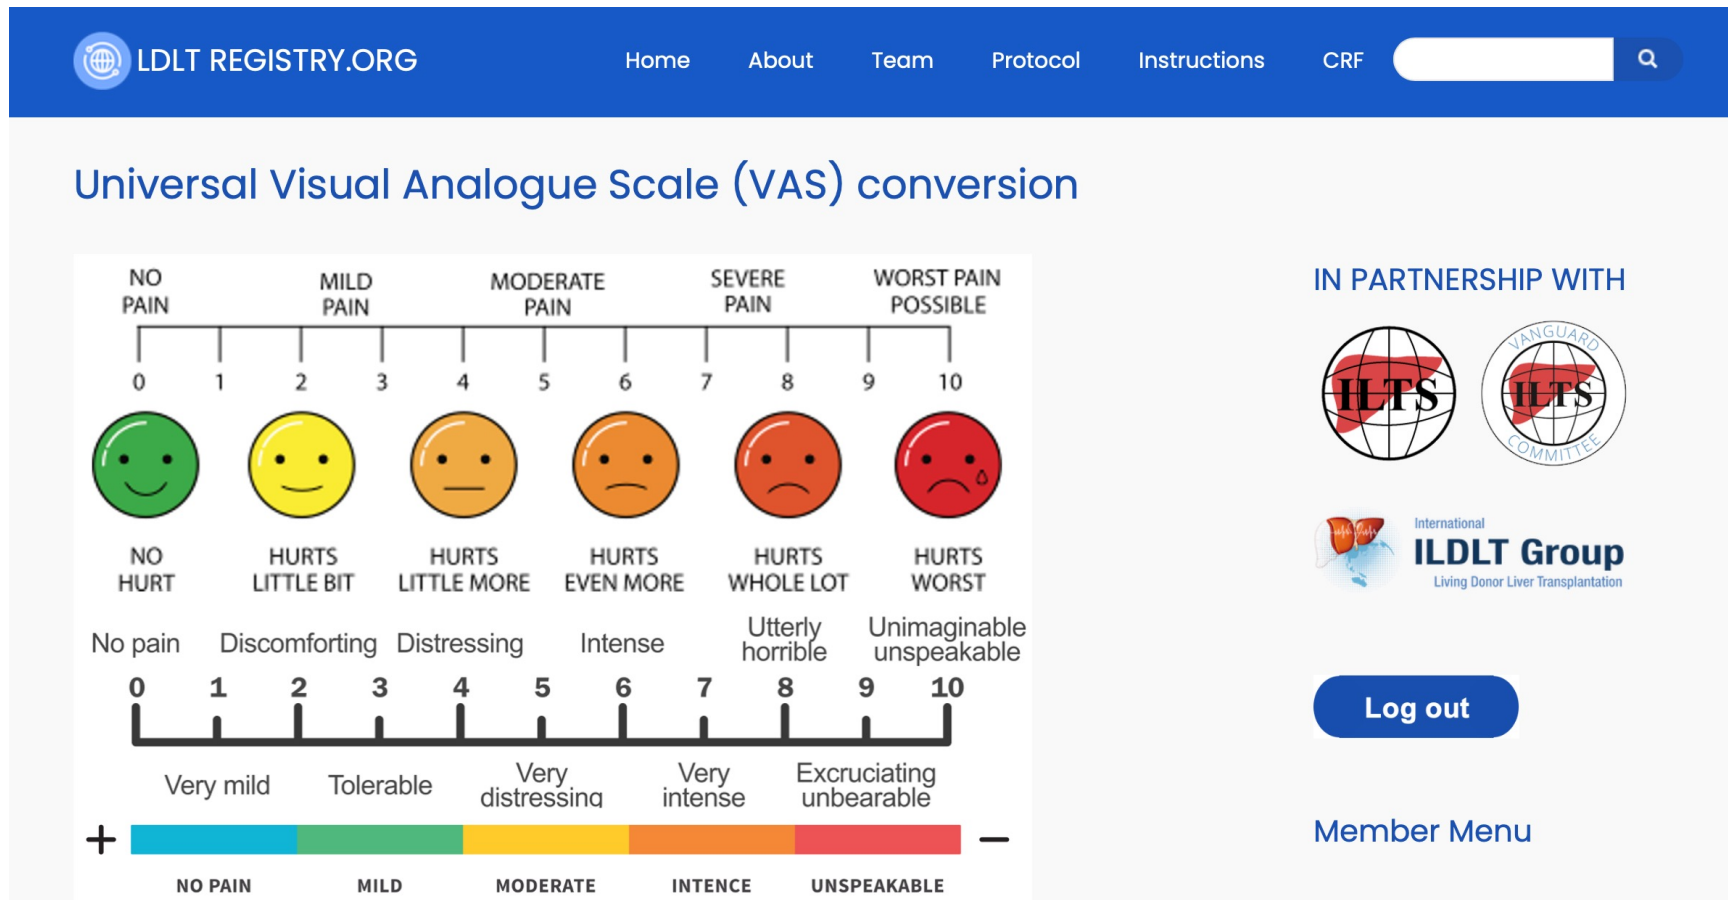 LDLT REGISTRY.ORG
Home About Team Protocol Instructions CRF
Universal Visual Analogue Scale (VAS) conversion
NO PAIN
MILD PAIN
MODERATE PAIN
SEVERE PAIN
WORST PAIN POSSIBLE
0 1 2 3 4 5 6 7 8 9 10
NO HURT
HURTS LITTLE BIT
HURTS LITTLE MORE
HURTS EVEN MORE
HURTS WHOLE LOT
HURTS WORST
No pain
Discomforting
Distressing
Intense
Utterly horrible
Unimaginable unspeakable
0 1 2 3 4 5 6 7 8 9 10
Very mild
Tolerable
Very distressing
Very intense
Excruciating unbearable
+ −
NO PAIN MILD MODERATE INTENCE UNSPEAKABLE
IN PARTNERSHIP WITH
ILTS
VANGUARD
ILTS
COMMITTEE
International
ILDLT Group
Living Donor Liver Transplantation
Log out
Member Menu